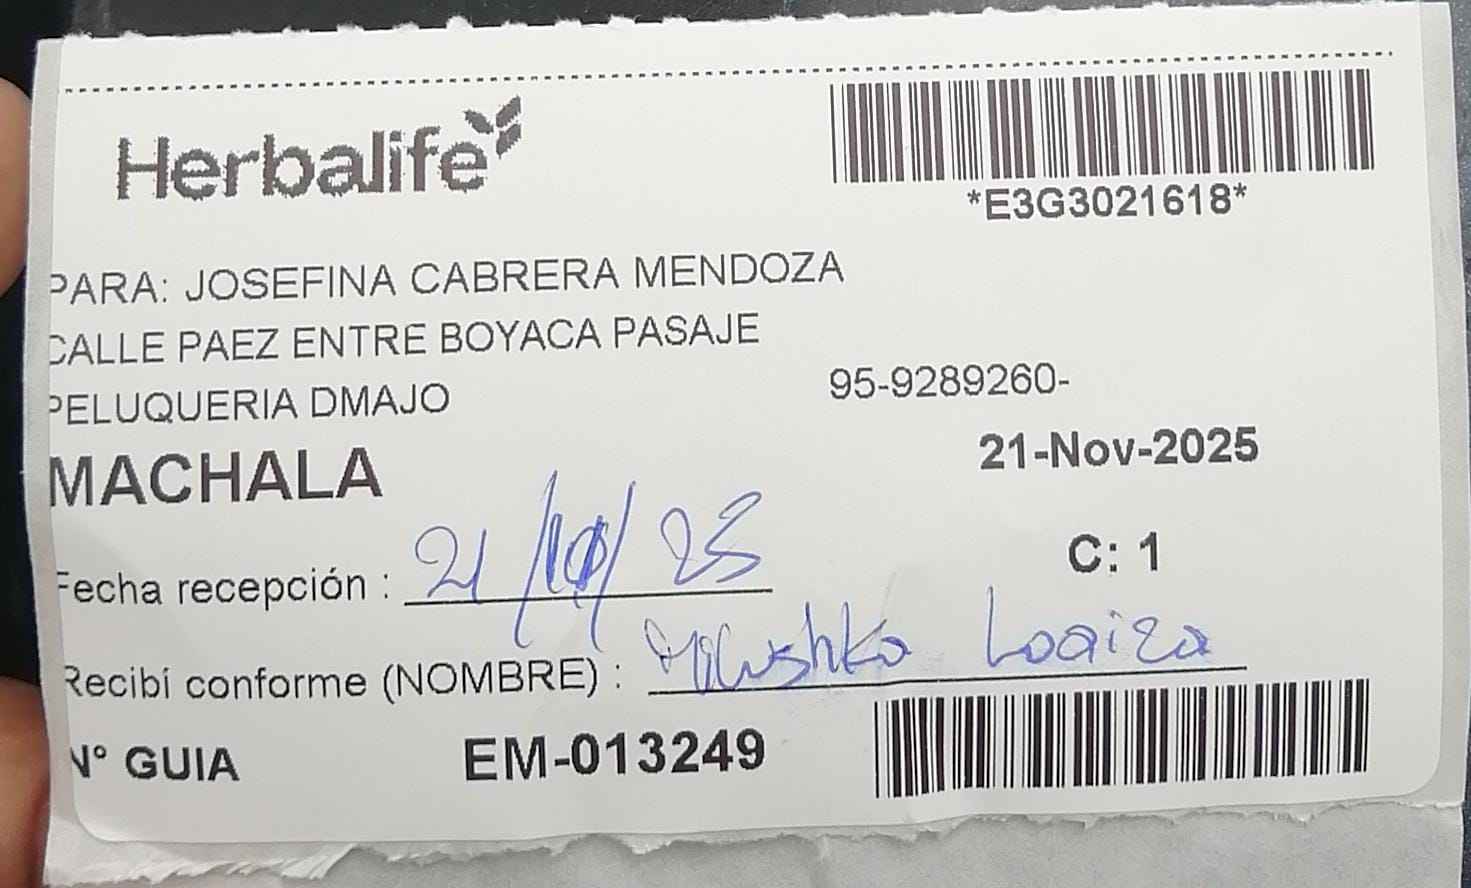 Herbalife
*E3G3021618*
PARA: JOSEFINA CABRERA MENDOZA
CALLE PAEZ ENTRE BOYACA PASAJE
PELUQUERIA DMAJO
95-9289260-
MACHALA
21-Nov-2025
C: 1
Fecha recepción : 21/11/25
Recibí conforme (NOMBRE) : Loaiza
N° GUIA EM-013249